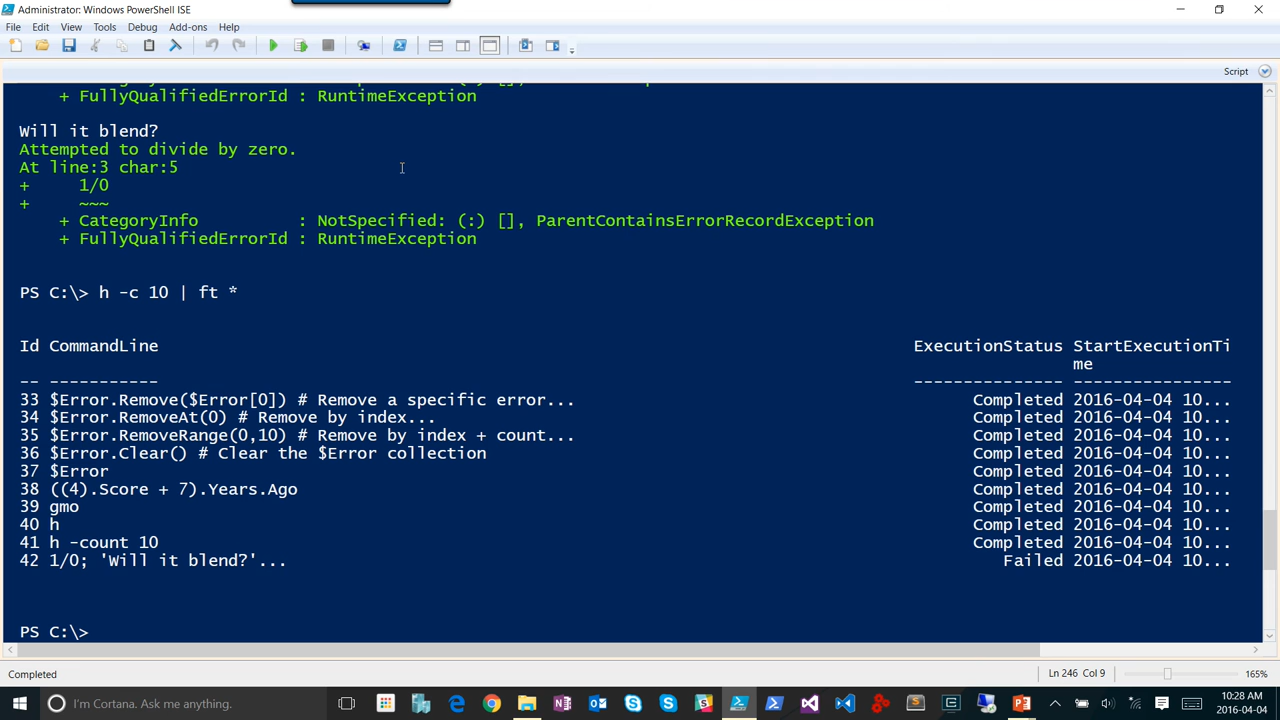 Administrator: Windows PowerShell ISE
File Edit View Tools Debug Add-ons Help
Script
+ FullyQualifiedErrorId : RuntimeException
Will it blend?
Attempted to divide by zero.
At line:3 char:5
+ 1/0
+ ~~~
+ CategoryInfo : NotSpecified: (:) [], ParentContainsErrorRecordException
+ FullyQualifiedErrorId : RuntimeException
PS C:\> h -c 10 | ft *
Id CommandLine ExecutionStatus StartExecutionTi
me
-- ----------- --------------- ----------------
33 $Error.Remove($Error[0]) # Remove a specific error... Completed 2016-04-04 10...
34 $Error.RemoveAt(0) # Remove by index... Completed 2016-04-04 10...
35 $Error.RemoveRange(0,10) # Remove by index + count... Completed 2016-04-04 10...
36 $Error.Clear() # Clear the $Error collection Completed 2016-04-04 10...
37 $Error Completed 2016-04-04 10...
38 ((4).Score + 7).Years.Ago Completed 2016-04-04 10...
39 gmo Completed 2016-04-04 10...
40 h Completed 2016-04-04 10...
41 h -count 10 Completed 2016-04-04 10...
42 1/0; 'Will it blend?'... Failed 2016-04-04 10...
PS C:\>
Completed Ln 246 Col 9 165%
I'm Cortana. Ask me anything. 10:28 AM
2016-04-04